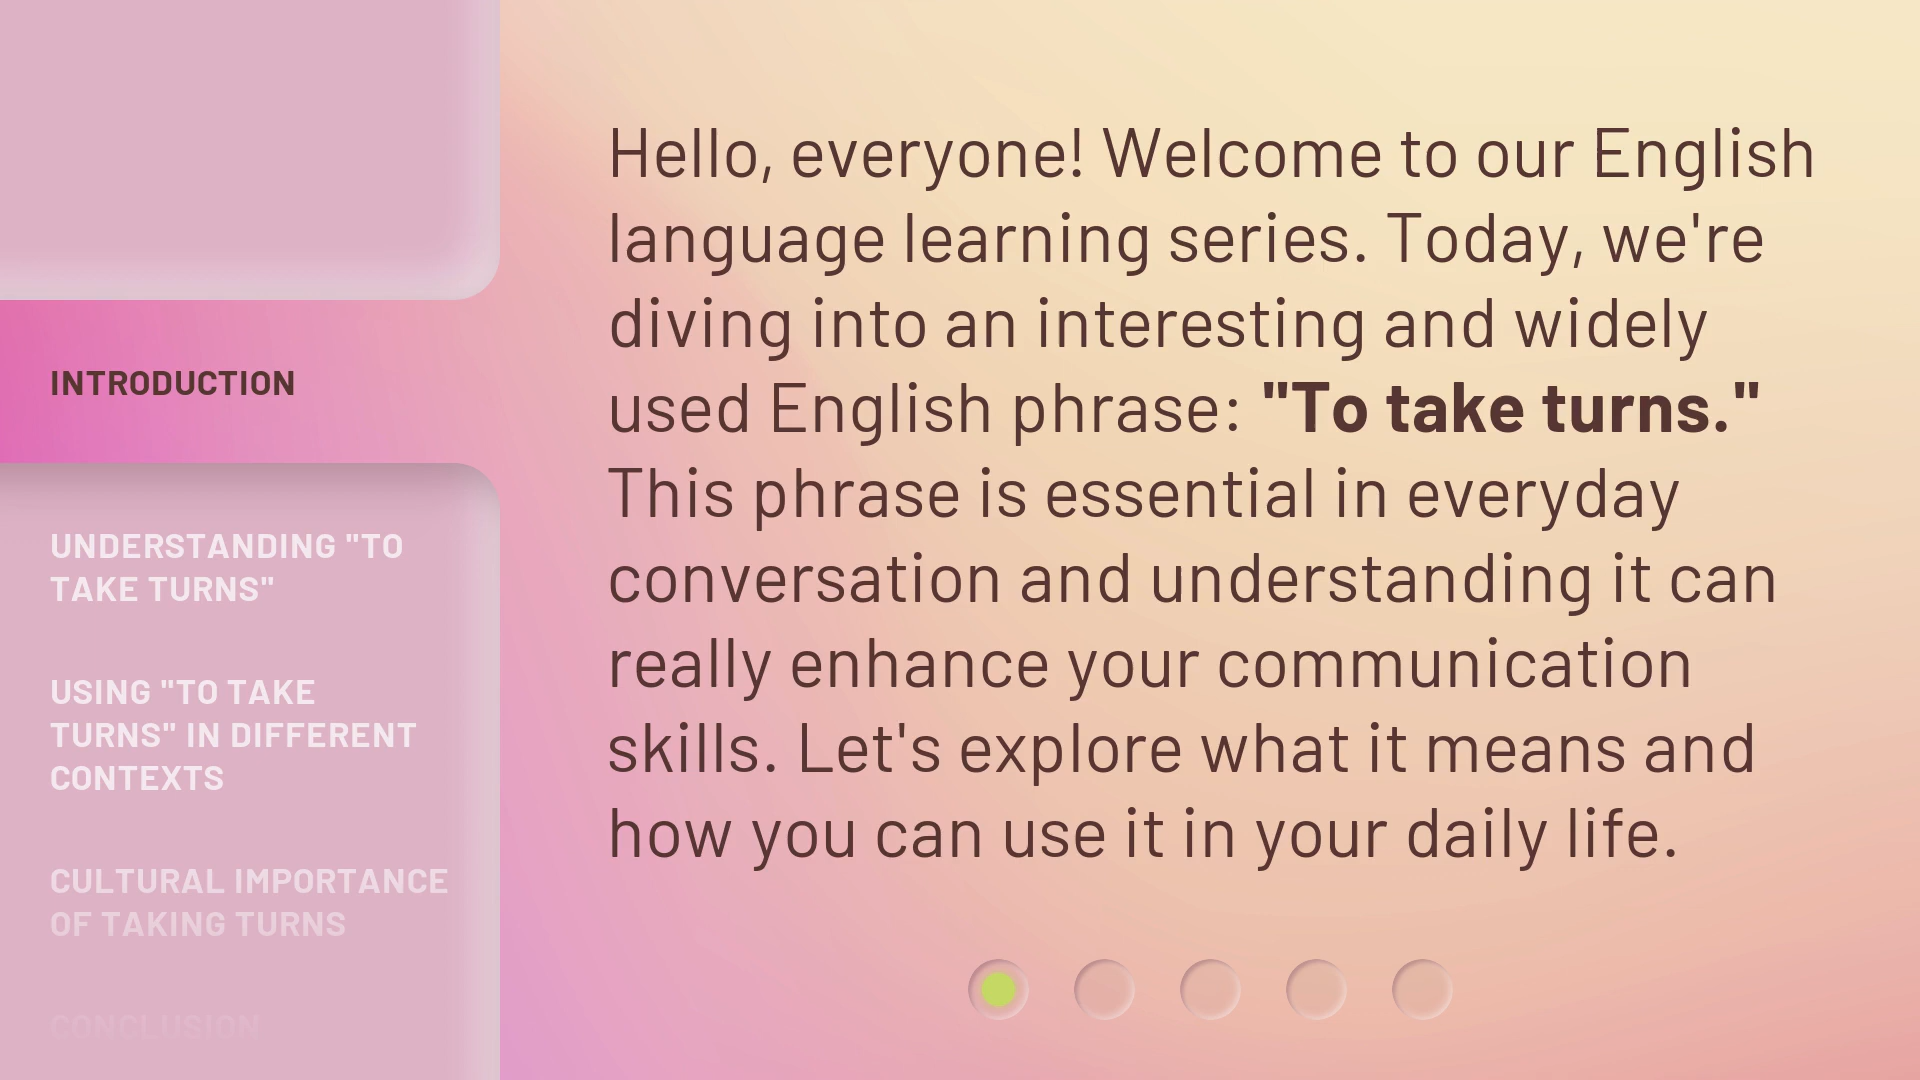 INTRODUCTION
UNDERSTANDING "TO
TAKE TURNS"
USING "TO TAKE
TURNS" IN DIFFERENT
CONTEXTS
CULTURAL IMPORTANCE
OF TAKING TURNS
CONCLUSION
Hello, everyone! Welcome to our English
language learning series. Today, we're
diving into an interesting and widely
used English phrase: "To take turns."
This phrase is essential in everyday
conversation and understanding it can
really enhance your communication
skills. Let's explore what it means and
how you can use it in your daily life.